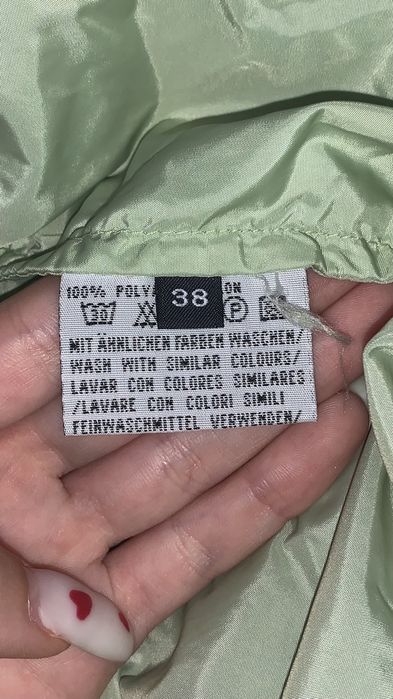 100% POLY ON
38
30 P
MIT ÄHNLICHEN FARBEN WASCHEN/
WASH WITH SIMILAR COLOURS/
LAVAR CON COLORES SIMILARES
/LAVARE CON COLORI SIMILI
FEINWASCHMITTEL VERWENDEN/